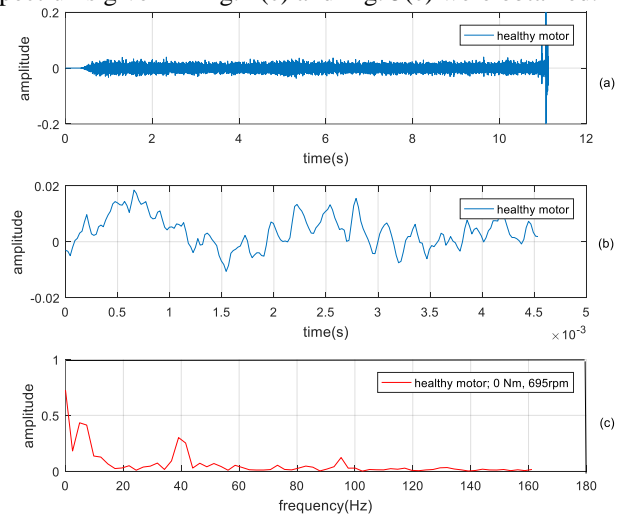 0.2
healthy motor
amplitude
0
(a)
-0.2
0 2 4 6 8 10 12
time(s)
0.02
healthy motor
amplitude
0
(b)
-0.02
0 0.5 1 1.5 2 2.5 3 3.5 4 4.5 5
time(s)
×10^-3
1
healthy motor; 0 Nm, 695rpm
amplitude
0.5
(c)
0
0 20 40 60 80 100 120 140 160 180
frequency(Hz)